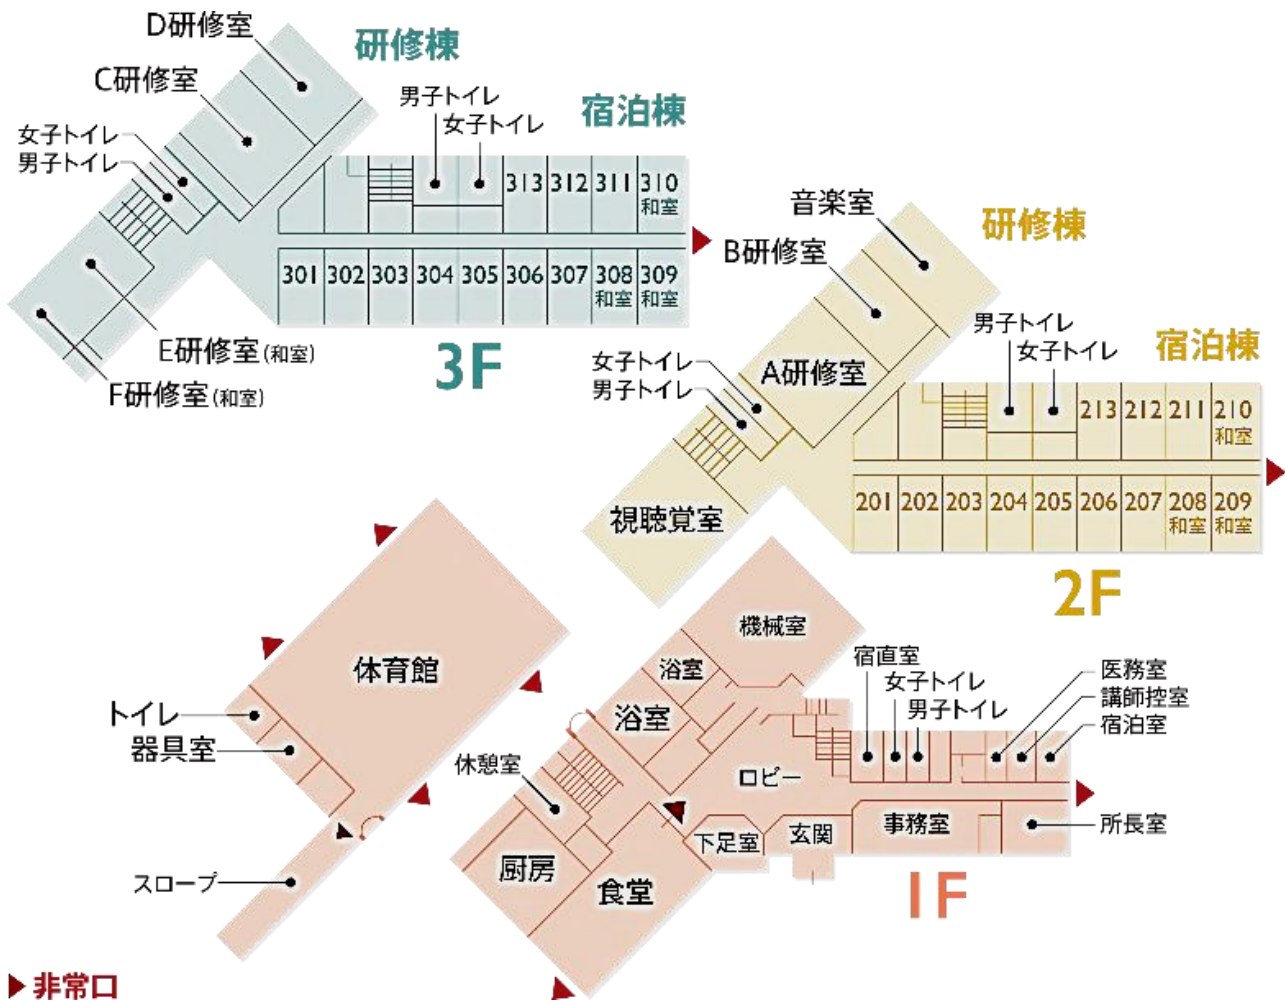 D研修室
研修棟
C研修室
男子トイレ
宿泊棟
女子トイレ
女子トイレ
男子トイレ
313
312
311
310
和室
301
302
303
304
305
306
307
308
和室
309
和室
E研修室(和室)
F研修室(和室)
3F
音楽室
研修棟
B研修室
男子トイレ
宿泊棟
女子トイレ
女子トイレ
男子トイレ
A研修室
213
212
211
210
和室
視聴覚室
201
202
203
204
205
206
207
208
和室
209
和室
2F
体育館
トイレ
器具室
スロープ
機械室
浴室
浴室
宿直室
女子トイレ
男子トイレ
医務室
講師控室
宿泊室
休憩室
ロビー
下足室
玄関
事務室
所長室
厨房
食堂
1F
非常口